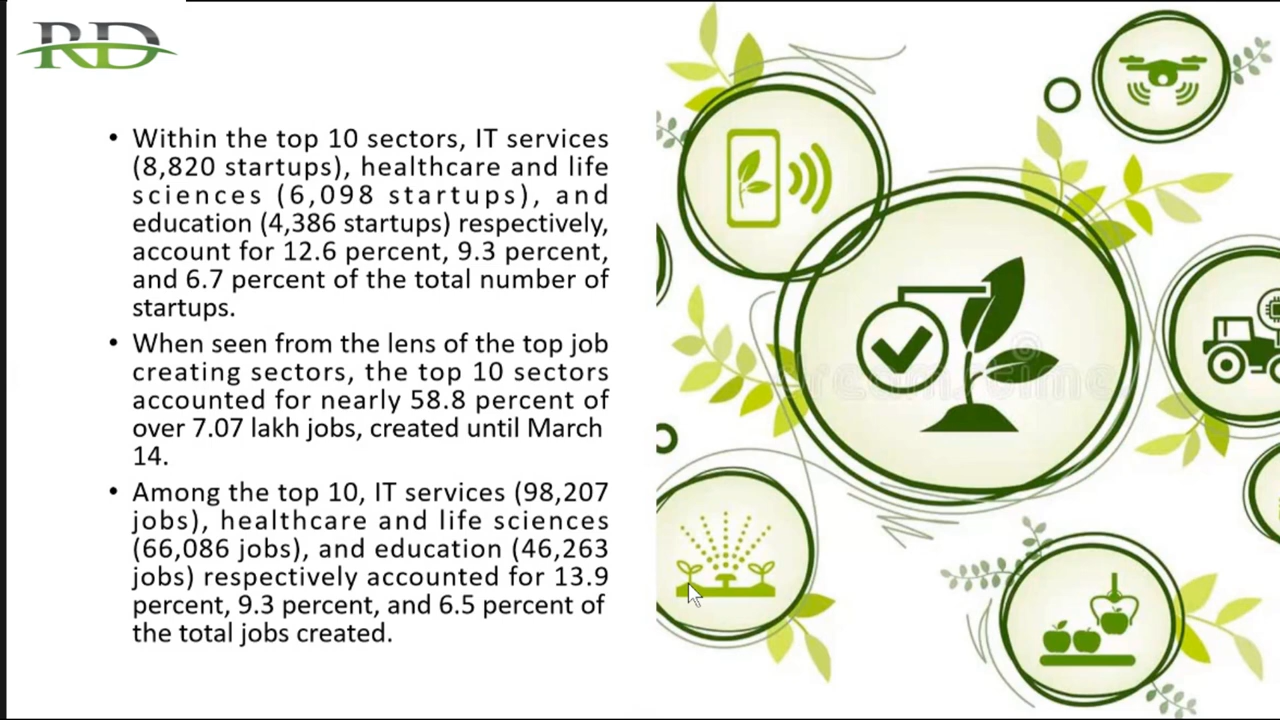 RD
• Within the top 10 sectors, IT services
(8,820 startups), healthcare and life
sciences (6,098 startups), and
education (4,386 startups) respectively,
account for 12.6 percent, 9.3 percent,
and 6.7 percent of the total number of
startups.
• When seen from the lens of the top job
creating sectors, the top 10 sectors
accounted for nearly 58.8 percent of
over 7.07 lakh jobs, created until March
14.
• Among the top 10, IT services (98,207
jobs), healthcare and life sciences
(66,086 jobs), and education (46,263
jobs) respectively accounted for 13.9
percent, 9.3 percent, and 6.5 percent of
the total jobs created.